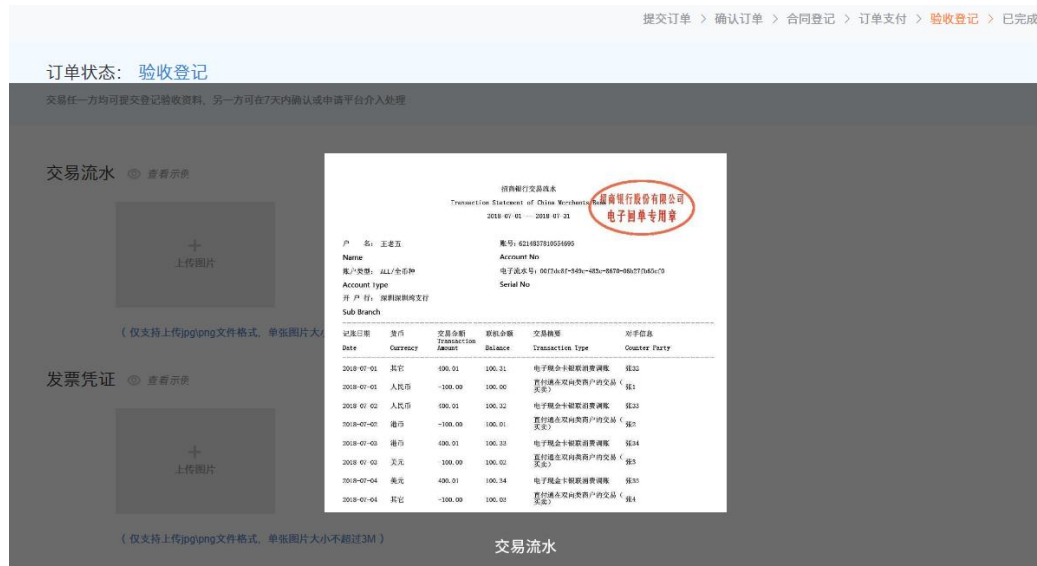 提交订单 > 确认订单 > 合同登记 > 订单支付 > 验收登记 > 已完成
订单状态： 验收登记
交易任一方均可提交登记验收资料，另一方可在7天内确认或申请平台介入处理
交易流水 查看示例
上传图片
（ 仅支持上传jpg\png文件格式，单张图片大小
发票凭证 查看示例
上传图片
（ 仅支持上传jpg\png文件格式，单张图片大小不超过3M ）
招商银行交易流水
Transaction Statement of China Merchants Bank
2018-07-01 -- 2018-07-31
招商银行股份有限公司
电子回单专用章
户 名： 王老五 账号：6214837810534695
Name Account No
账户类型： ALL/全币种 电子流水号：
Account Type Serial No
开 户 行： 深圳深圳湾支行
Sub Branch
记账日期 货币 交易金额 联机余额 交易摘要 对手信息
Date Currency Transaction Amount Balance Transaction Type Counter Party
2018-07-01 其它 400.01 100.31 电子现金卡银联消费调账 张32
2018-07-01 人民币 -100.00 100.00 直付通在双向类商户的交易（买卖） 张1
2018-07-02 人民币 400.01 100.32 电子现金卡银联消费调账 张33
2018-07-02 港币 -100.00 100.01 直付通在双向类商户的交易（买卖） 张2
2018-07-03 港币 400.01 100.33 电子现金卡银联消费调账 张34
2018-07-03 美元 -100.00 100.02 直付通在双向类商户的交易（买卖） 张3
2018-07-04 美元 400.01 100.34 电子现金卡银联消费调账 张35
2018-07-04 其它 -100.00 100.03 直付通在双向类商户的交易（买卖） 张4
交易流水